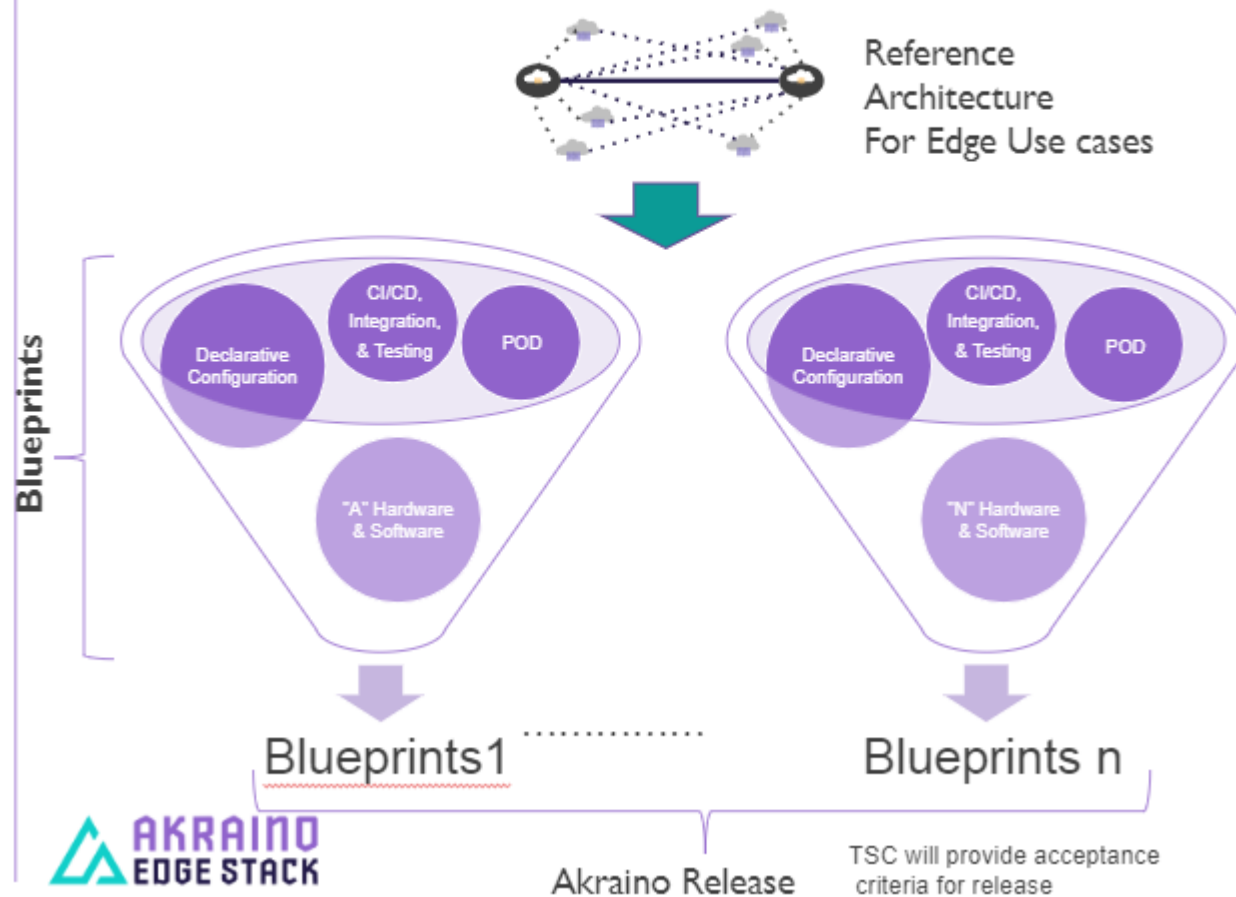 Reference
Architecture
For Edge Use cases
Blueprints
CI/CD,
Integration,
& Testing
Declarative
Configuration
POD
"A" Hardware
& Software
CI/CD,
Integration,
& Testing
Declarative
Configuration
POD
"N" Hardware
& Software
Blueprints1
....................
Blueprints n
AKRAINO
EDGE STACK
Akraino Release
TSC will provide acceptance
criteria for release